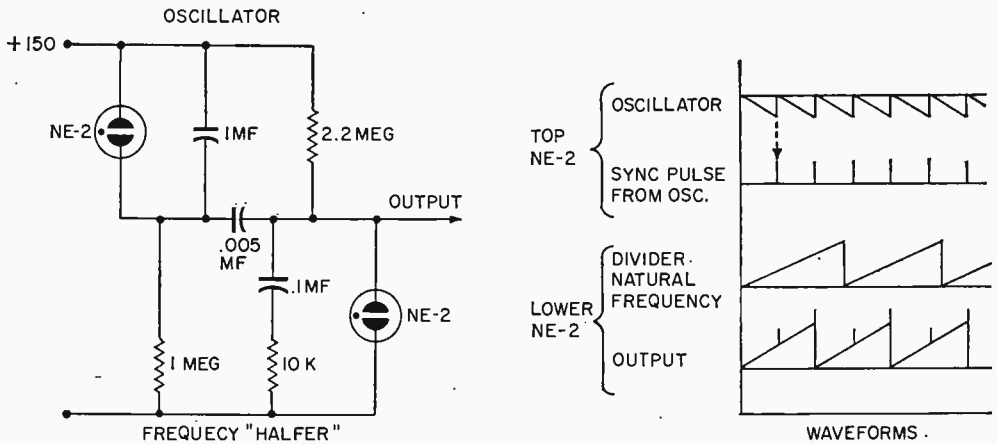 OSCILLATOR
+150
NE-2
.1MF
2.2 MEG
OUTPUT
.005
MF
.1MF
NE-2
1 MEG
10 K
FREQUECY "HALFER"
TOP
NE-2
OSCILLATOR
SYNC PULSE
FROM OSC.
LOWER
NE-2
DIVIDER
NATURAL
FREQUENCY
OUTPUT
WAVEFORMS